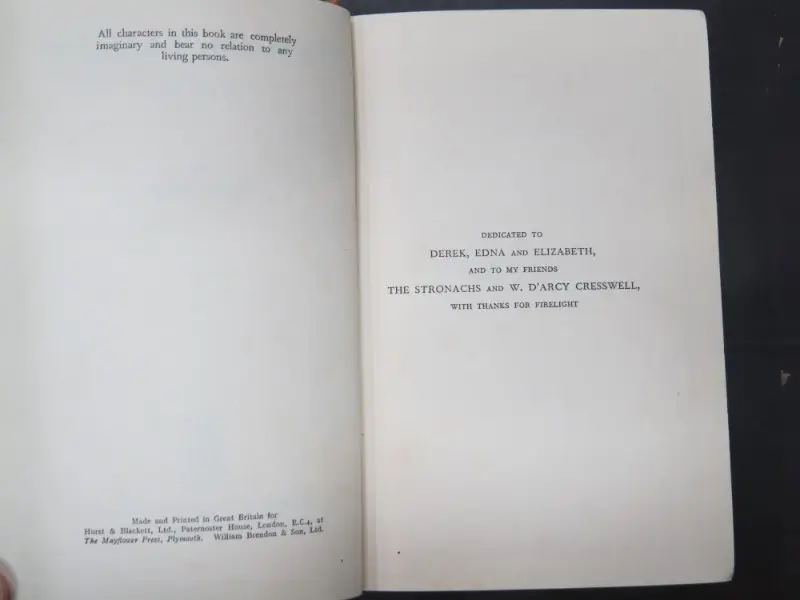 All characters in this book are completely
imaginary and bear no relation to any
living persons.
Made and Printed in Great Britain for
Hurst & Blackett, Ltd., Paternoster House, London, E.C.4, at
The Mayflower Press, Plymouth. William Brendon & Son, Ltd.
DEDICATED TO
DEREK, EDNA AND ELIZABETH,
AND TO MY FRIENDS
THE STRONACHS AND W. D'ARCY CRESSWELL,
WITH THANKS FOR FIRELIGHT